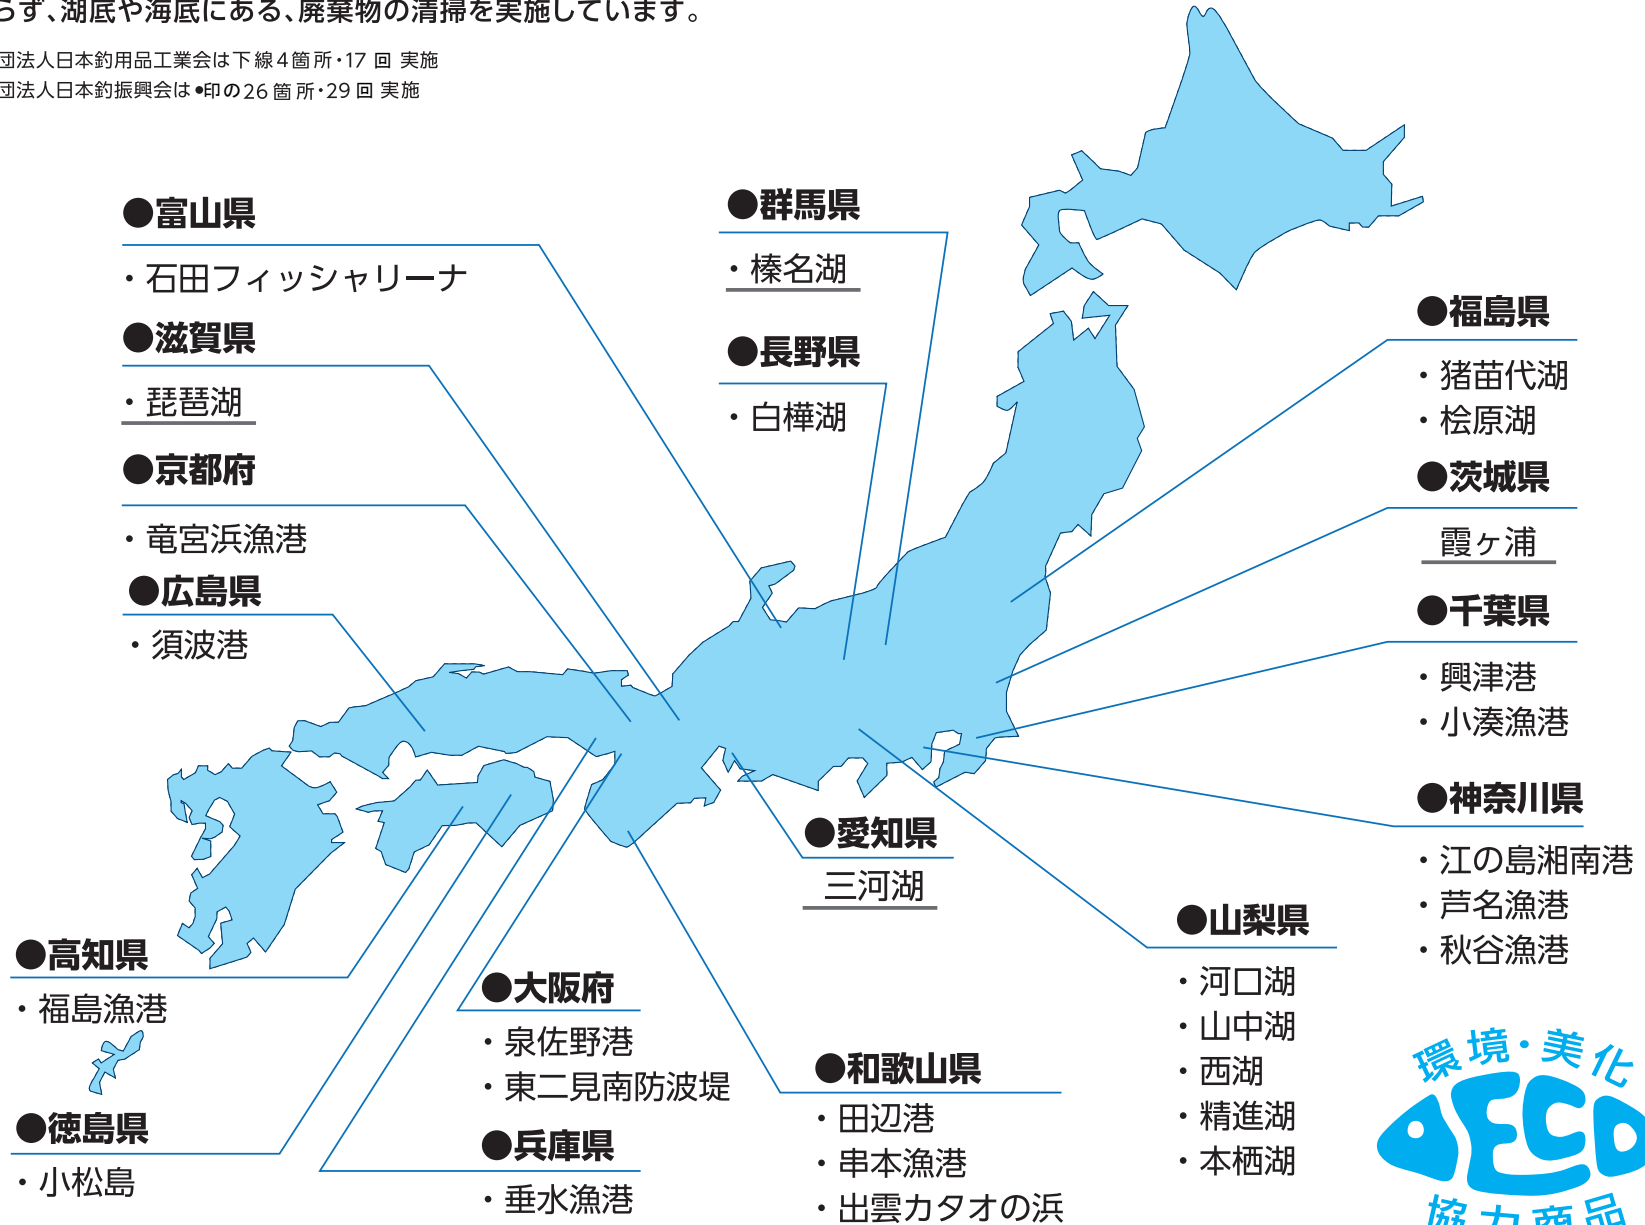 らず、湖底や海底にある、廃棄物の清掃を実施しています。
団法人日本釣用品工業会は下線4箇所・17回 実施
団法人日本釣振興会は●印の26箇所・29回 実施
●富山県
・石田フィッシャリーナ
●滋賀県
・琵琶湖
●京都府
・竜宮浜漁港
●広島県
・須波港
●群馬県
・榛名湖
●長野県
・白樺湖
●福島県
・猪苗代湖
・桧原湖
●茨城県
霞ヶ浦
●千葉県
・興津港
・小湊漁港
●神奈川県
・江の島湘南港
・芦名漁港
・秋谷漁港
●愛知県
三河湖
●山梨県
・河口湖
・山中湖
・西湖
・精進湖
・本栖湖
●高知県
・福島漁港
●徳島県
・小松島
●大阪府
・泉佐野港
・東二見南防波堤
●兵庫県
・垂水漁港
●和歌山県
・田辺港
・串本漁港
・出雲カタオの浜
環境・美化
ECO
協力商品